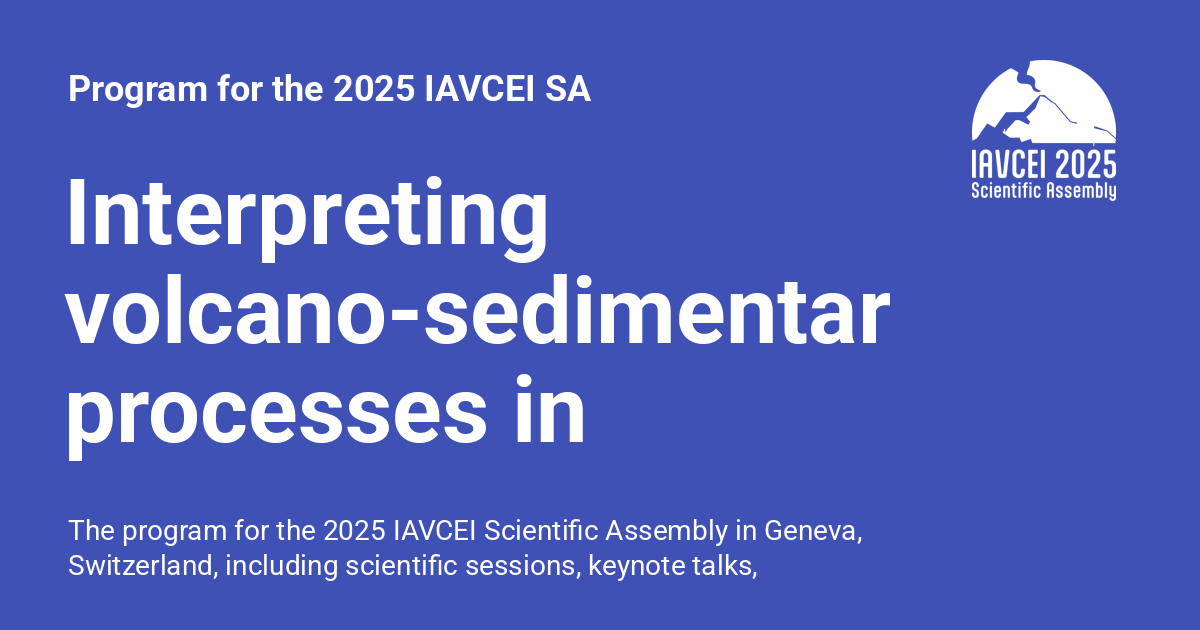 Program for the 2025 IAVCEI SA
IAVCEI 2025
Scientific Assembly
Interpreting
volcano-sedimentar
processes in
The program for the 2025 IAVCEI Scientific Assembly in Geneva,
Switzerland, including scientific sessions, keynote talks,